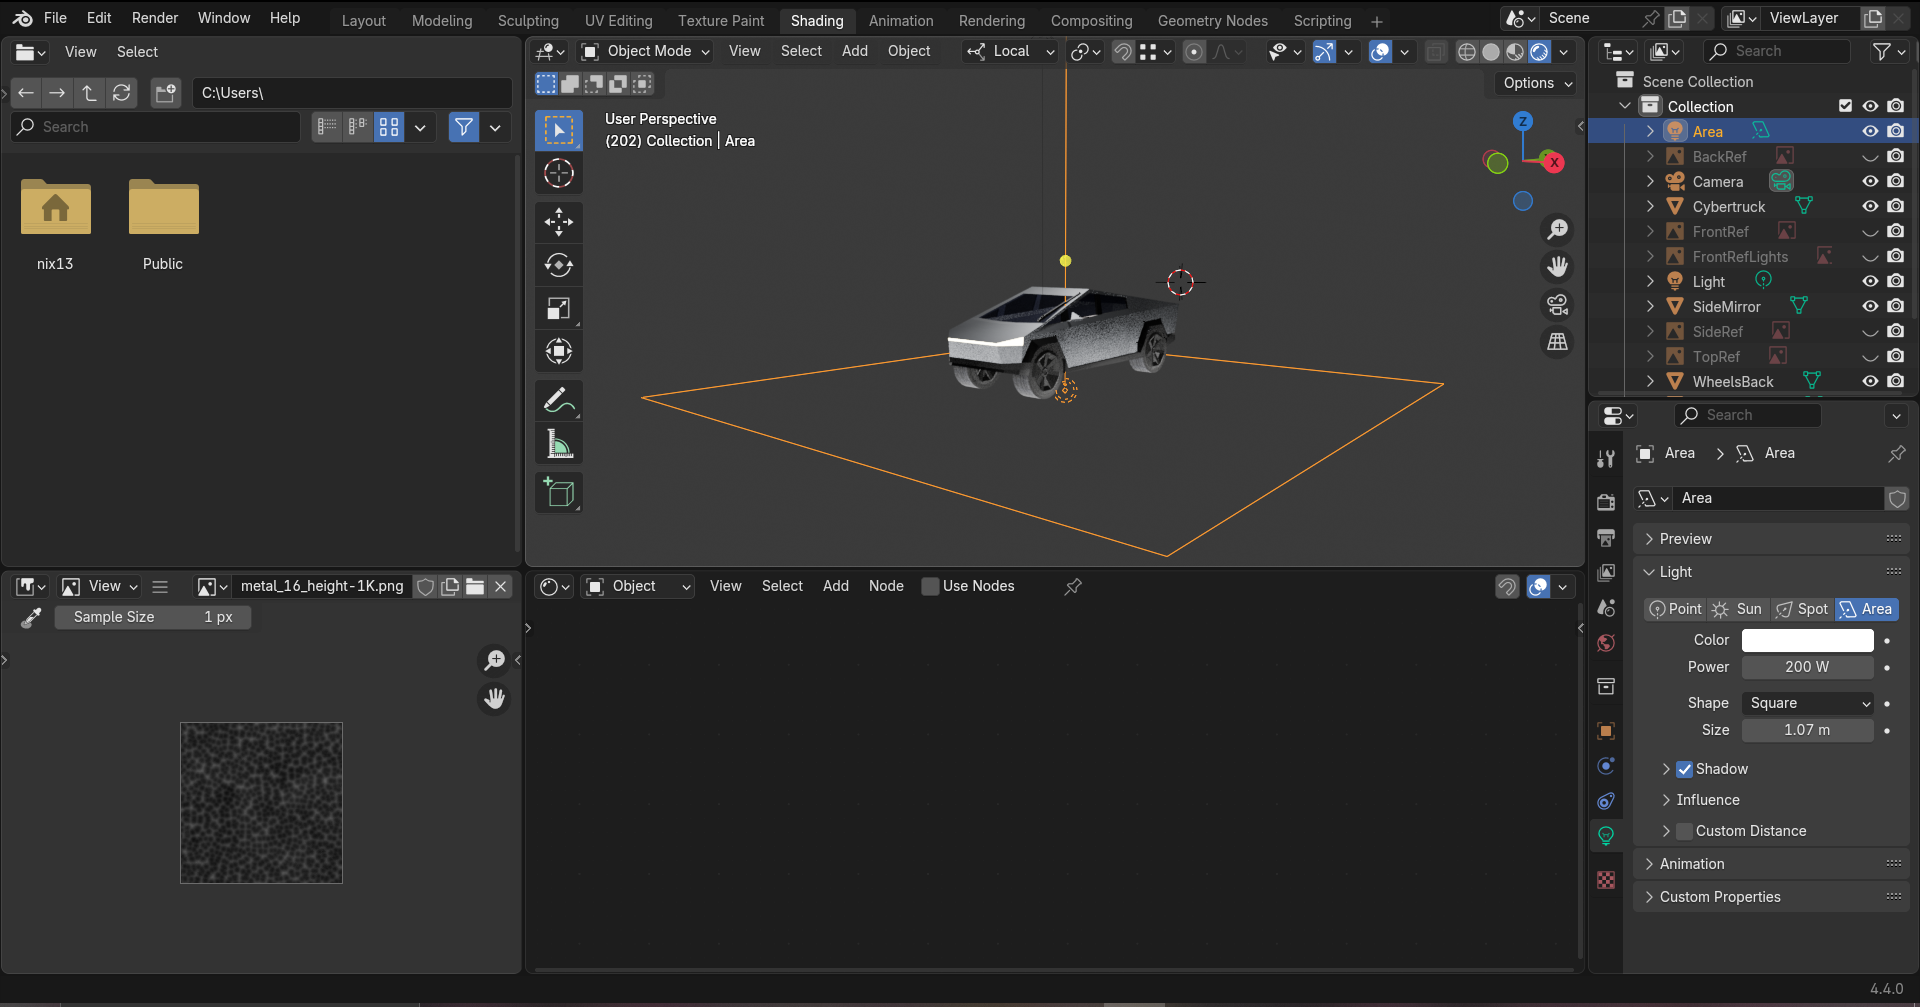 File Edit Render Window Help
Layout Modeling Sculpting UV Editing Texture Paint Shading Animation Rendering Compositing Geometry Nodes Scripting
Scene
ViewLayer
View Select
C:\Users\
Search
nix13
Public
Object Mode View Select Add Object
Local
Options
User Perspective
(202) Collection | Area
Z
X
Search
Scene Collection
Collection
Area
BackRef
Camera
Cybertruck
FrontRef
FrontRefLights
Light
SideMirror
SideRef
TopRef
WheelsBack
Search
Area
Area
Area
Preview
Light
Point Sun Spot Area
Color
Power 200 W
Shape Square
Size 1.07 m
Shadow
Influence
Custom Distance
Animation
Custom Properties
View
metal_16_height-1K.png
Sample Size 1 px
Object View Select Add Node Use Nodes
4.4.0